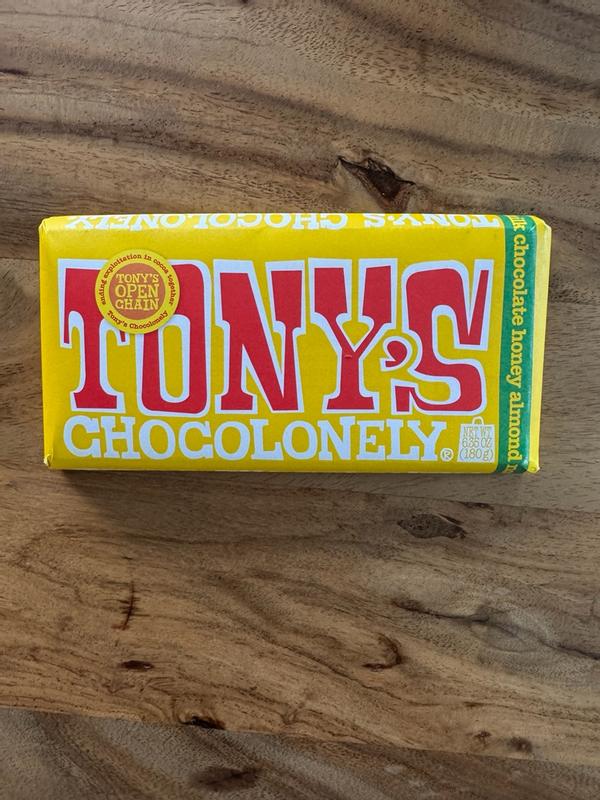 TONY'S CHOCOLONELY
ending exploitation in cocoa together
TONY'S
OPEN
CHAIN
Tony's Chocolonely
TONY'S
CHOCOLONELY®
NET WT.
6.35 OZ
(180g)
chocolate honey almond